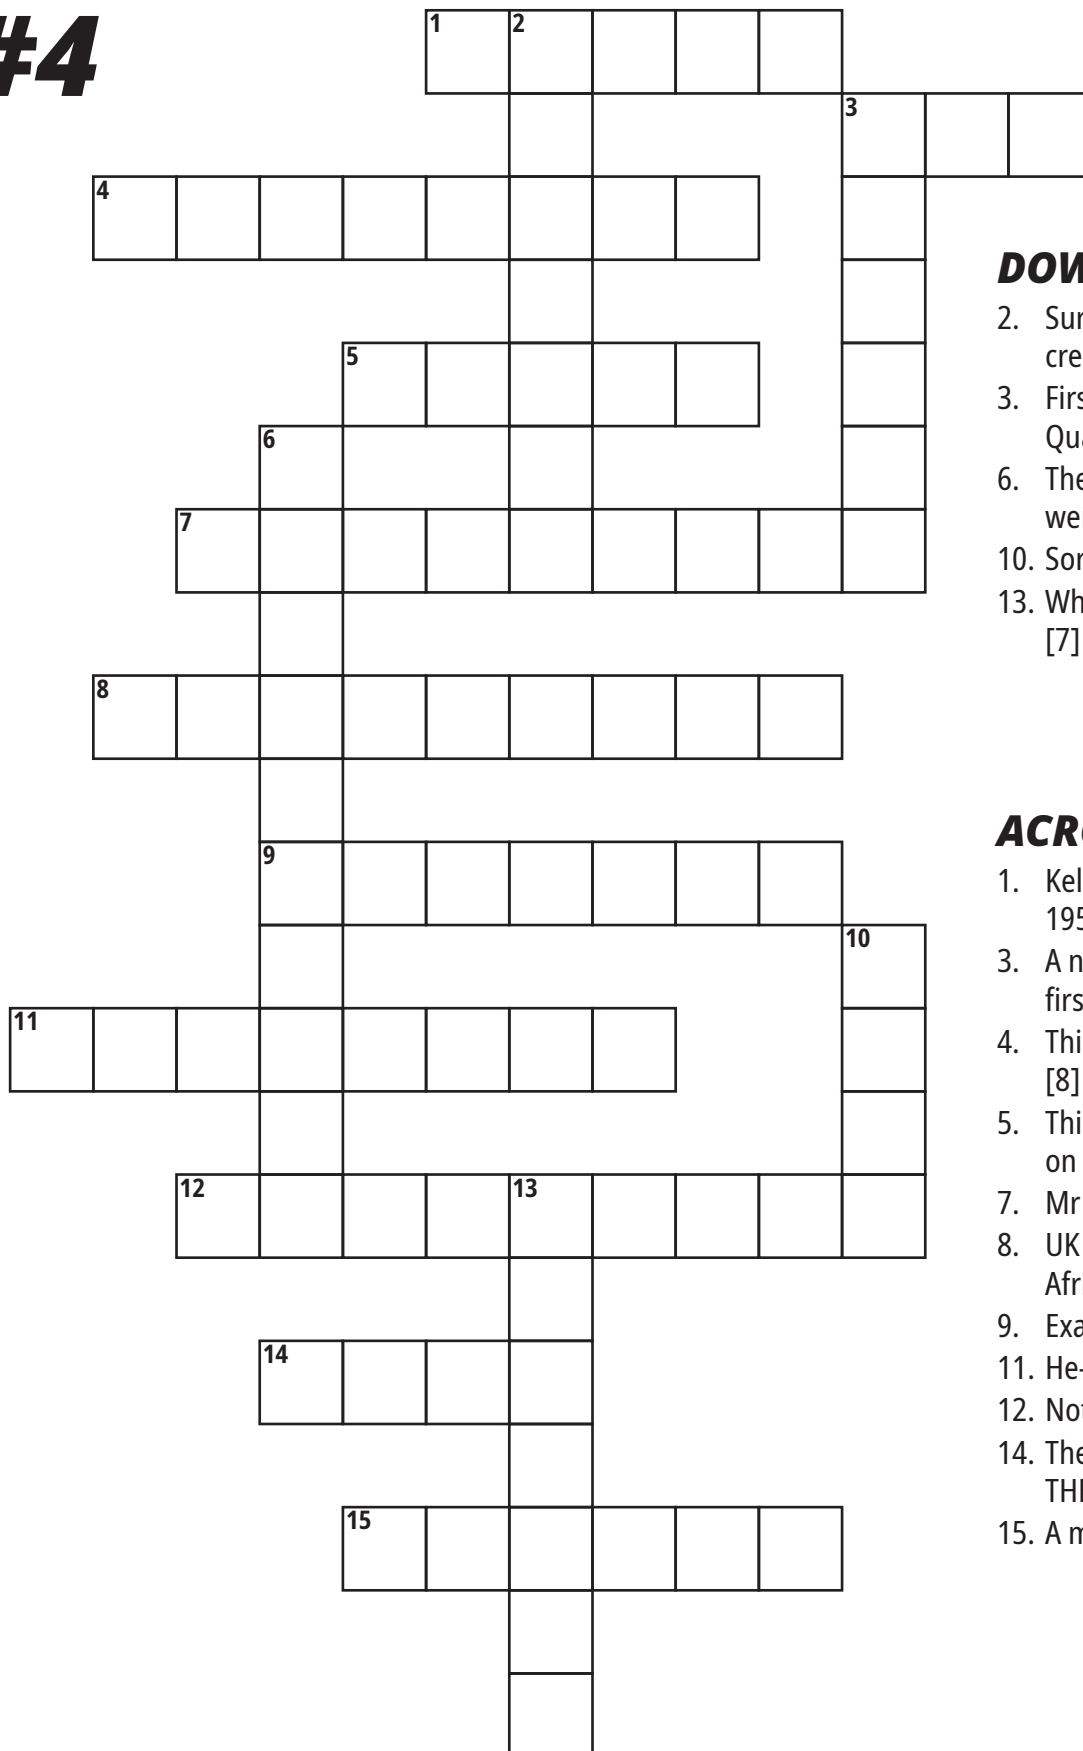 #4
1 2
3
4
5
6
7
8
9
10
11
12 13
14
15
DOW
2. Sur
cre
3. Firs
Qua
6. The
we
10. Sor
13. Wh
[7]
ACRO
1. Kel
195
3. A n
firs
4. Thi
[8]
5. Thi
on
7. Mr
8. UK
Afri
9. Exa
11. He-
12. Not
14. The
THE
15. A m